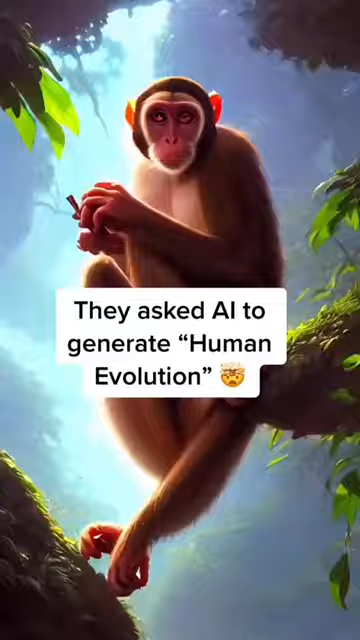 They asked AI to
generate “Human
Evolution” 🤯